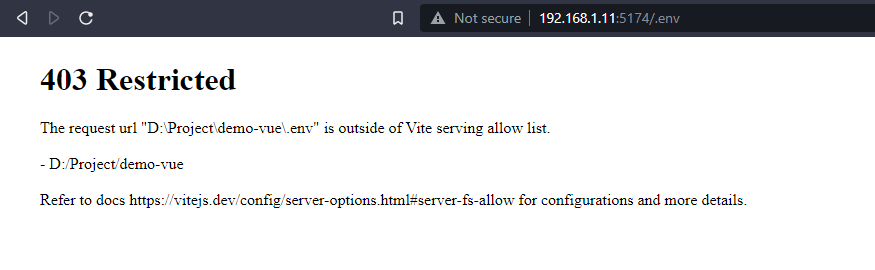 Not secure 192.168.1.11:5174/.env
403 Restricted
The request url "D:\Project\demo-vue\.env" is outside of Vite serving allow list.
- D:/Project/demo-vue
Refer to docs https://vitejs.dev/config/server-options.html#server-fs-allow for configurations and more details.